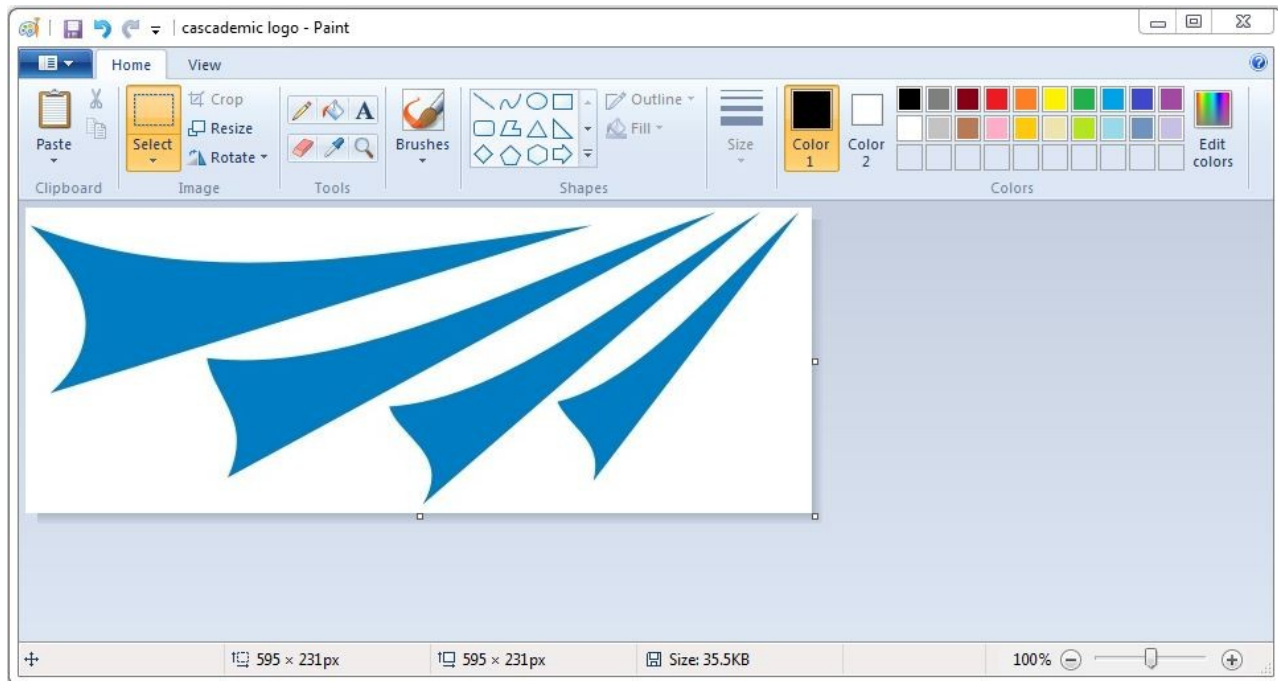 cascademic logo - Paint
Home View
Paste
Clipboard
Select
Crop
Resize
Rotate
Image
A
Tools
Brushes
Shapes
Outline
Fill
Size
Color 1
Color 2
Edit colors
Colors
595 × 231px
595 × 231px
Size: 35.5KB
100%